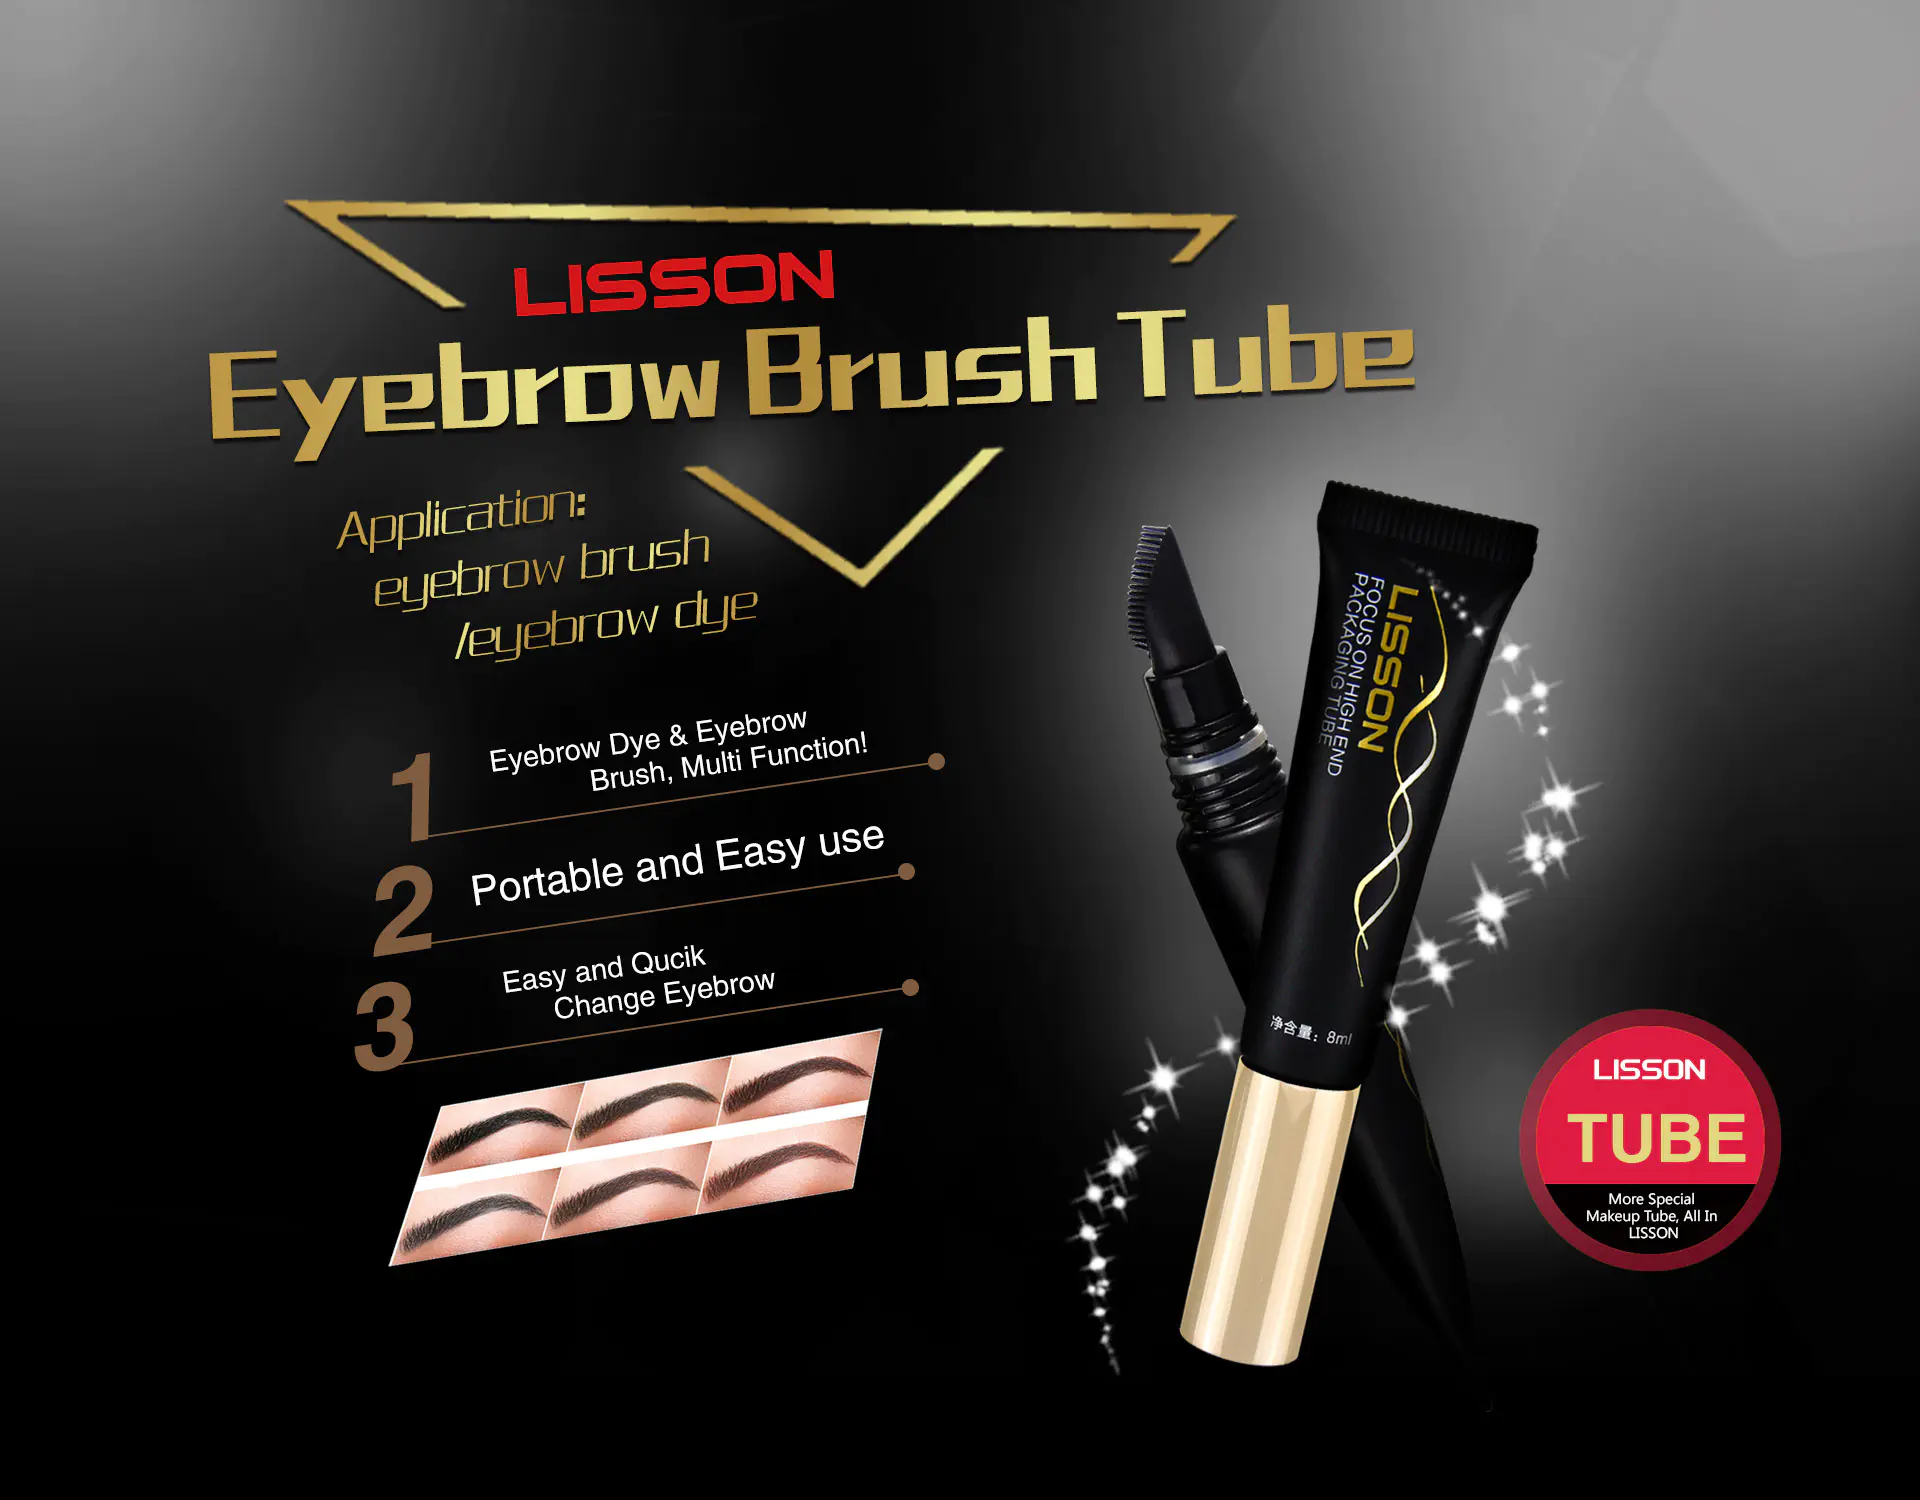 LISSON
Eyebrow Brush Tube
Application:
eyebrow brush
/eyebrow dye
1
Eyebrow Dye & Eyebrow
Brush, Multi Function!
2
Portable and Easy use
3
Easy and Qucik
Change Eyebrow
LISSON
FOCUS ON HIGH END
PACKAGING TUBE
净含量：8ml
LISSON
TUBE
More Special
Makeup Tube, All In
LISSON